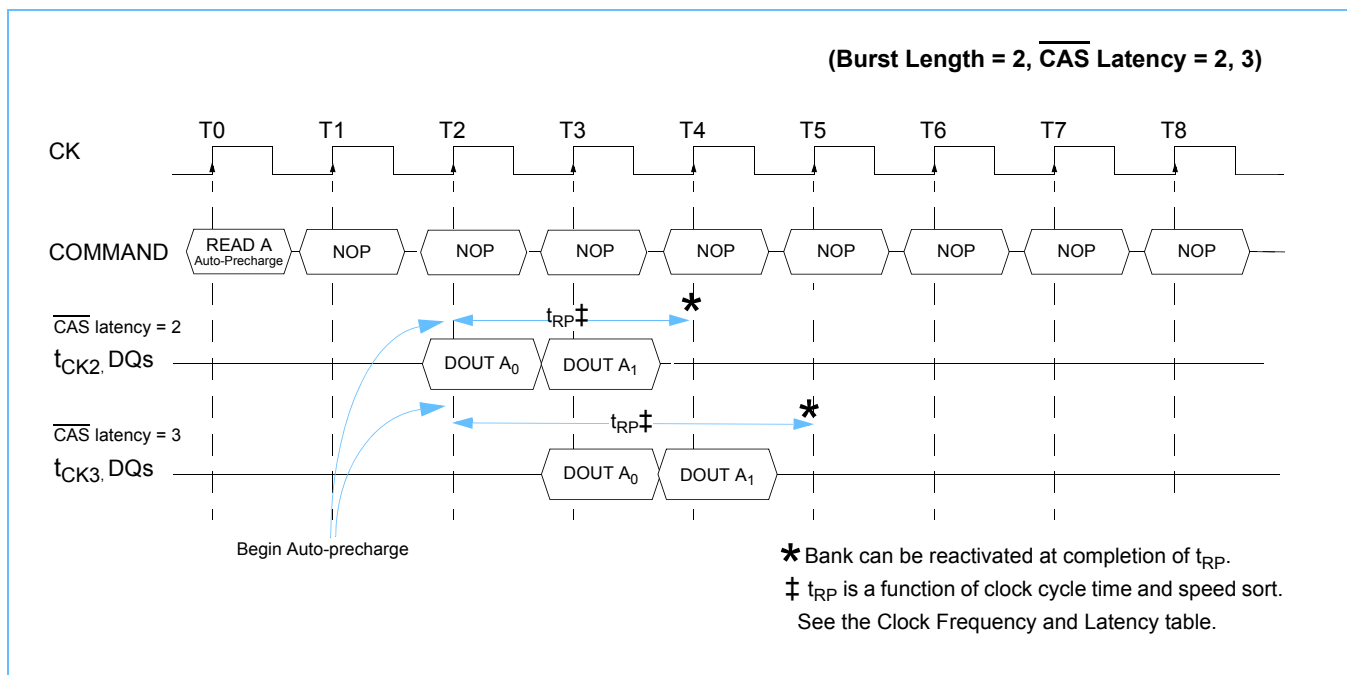 (Burst Length = 2, CAS Latency = 2, 3)
T0 T1 T2 T3 T4 T5 T6 T7 T8
CK
COMMAND
READ A
Auto-Precharge
NOP NOP NOP NOP NOP NOP NOP NOP
CAS latency = 2
tRP‡ *
tCK2, DQs
DOUT A0 DOUT A1
CAS latency = 3
tRP‡ *
tCK3, DQs
DOUT A0 DOUT A1
Begin Auto-precharge
* Bank can be reactivated at completion of tRP.
‡ tRP is a function of clock cycle time and speed sort.
See the Clock Frequency and Latency table.